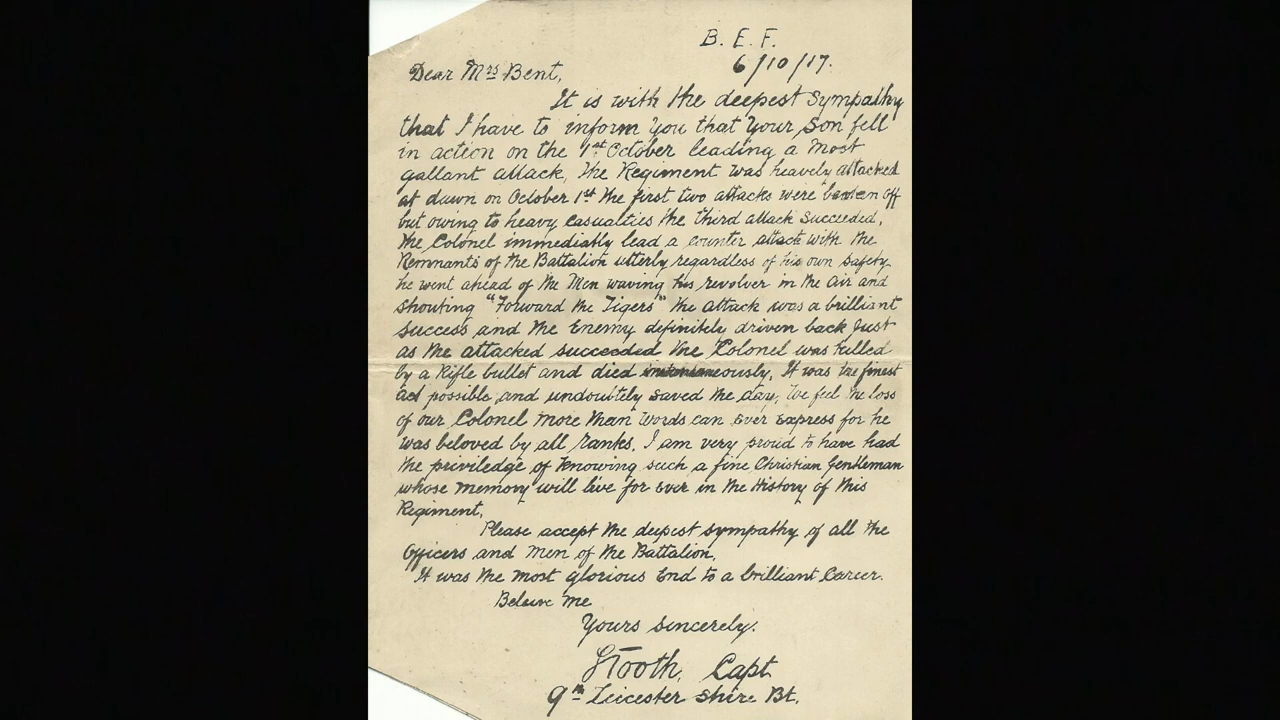 B. E. F.
6/10/17.
Dear Mrs Bent,
It is with the deepest sympathy
that I have to inform you that your son fell
in action on the 1st October leading a most
gallant attack, the Regiment was heavely attacked
at dawn on October 1st the first two attacks were beaten off
but owing to heavy casualties the third attack succeeded.
the Colonel immediatly lead a counter attack with the
Remnants of the Battalion utterly regardless of his own safety
he went ahead of the Men waving his revolver in the air and
shouting "Forward the Tigers" the attack was a brilliant
success and the Enemy definitely driven back just
as the attacked succeeded the Colonel was killed
by a Rifle bullet and died It was the finest
act possible and undoubtely saved the day, We feel the loss
of our Colonel more than words can ever express for he
was beloved by all ranks. I am very proud to have had
the priviledge of knowing such a fine Christian Gentleman
whose memory will live for ever in the History of this
Regiment.
Please accept the deepest sympathy of all the
Officers and Men of the Battalion.
It was the most glorious End to a brilliant Career.
Beleive me
Yours sincerely.
Capt
9th Leicester shire Bt.